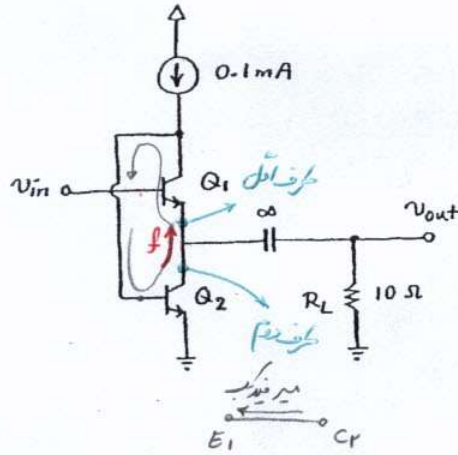 0.1mA
Vin
Q1
طرف اول
∞
Vout
f
Q2
RL
10 Ω
طرف دوم
مسیر فیدبک
E1
C2